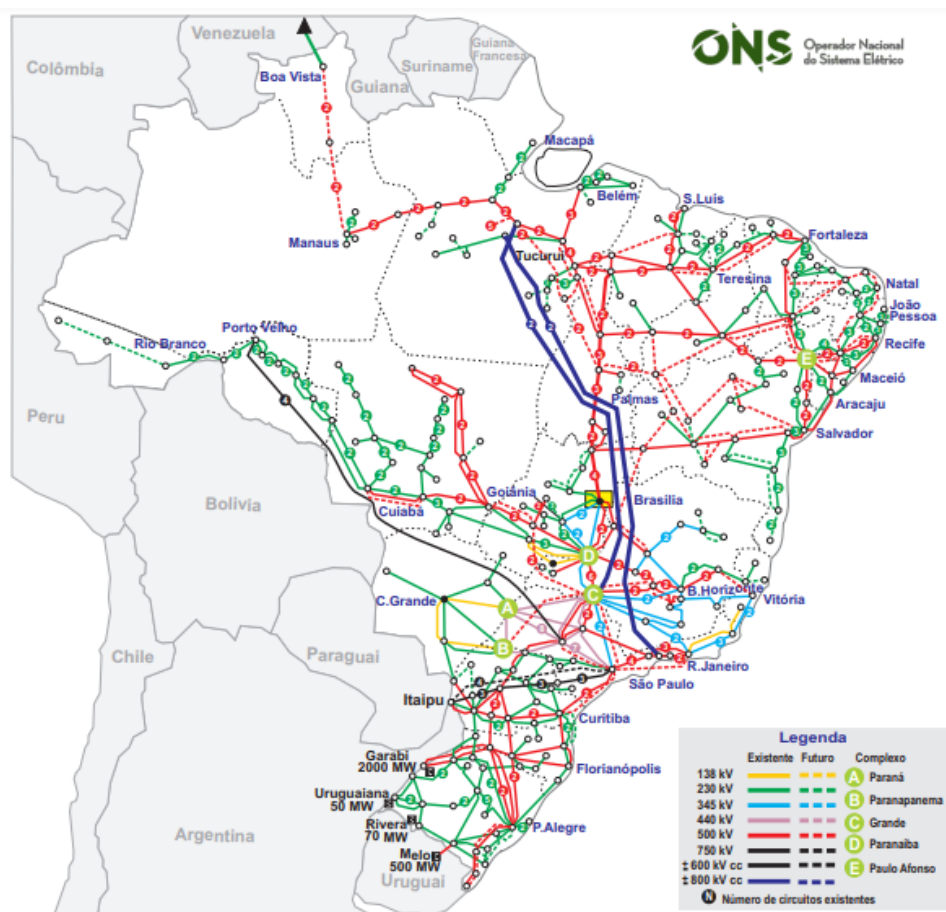 ONS
Operador Nacional
do Sistema Elétrico
Venezuela
Colômbia
Suriname
Guiana
Francesa
Guiana
Boa Vista
Macapá
Belém
S.Luis
Manaus
Fortaleza
Tucuruí
Teresina
Natal
João
Pessoa
Recife
Porto Velho
Rio Branco
E
Maceió
Palmas
Aracaju
Salvador
Peru
Bolivia
Goiânia
Brasília
Cuiabá
D
C
B.Horizonte
Vitória
C.Grande
A
B
R.Janeiro
São Paulo
Chile
Paraguai
Itaipu
Curitiba
Garabi
2000 MW
Florianópolis
Uruguaiana
50 MW
Rivera
70 MW
P.Alegre
Melo
500 MW
Argentina
Uruguai
Legenda
Existente Futuro Complexo
138 kV A Paraná
230 kV
345 kV B Paranapanema
440 kV C Grande
500 kV
750 kV D Paranaíba
± 600 kV cc E Paulo Afonso
± 800 kV cc
N Número de circuitos existentes